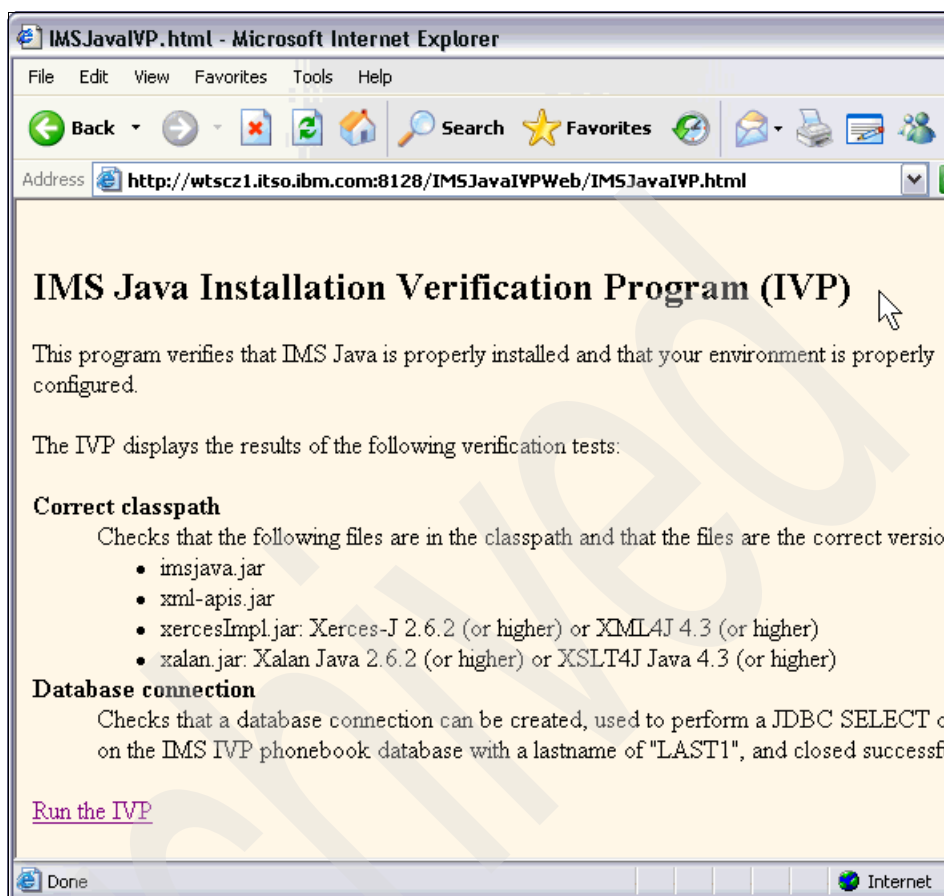 IMSJavaIVP.html - Microsoft Internet Explorer
File Edit View Favorites Tools Help
Back Search Favorites
Address http://wtscz1.itso.ibm.com:8128/IMSJavaIVPWeb/IMSJavaIVP.html
IMS Java Installation Verification Program (IVP)
This program verifies that IMS Java is properly installed and that your environment is properly
configured.
The IVP displays the results of the following verification tests:
Correct classpath
Checks that the following files are in the classpath and that the files are the correct versio
• imsjava.jar
• xml-apis.jar
• xercesImpl.jar: Xerces-J 2.6.2 (or higher) or XML4J 4.3 (or higher)
• xalan.jar: Xalan Java 2.6.2 (or higher) or XSLT4J Java 4.3 (or higher)
Database connection
Checks that a database connection can be created, used to perform a JDBC SELECT
on the IMS IVP phonebook database with a lastname of "LAST1", and closed successf
Run the IVP
Done Internet